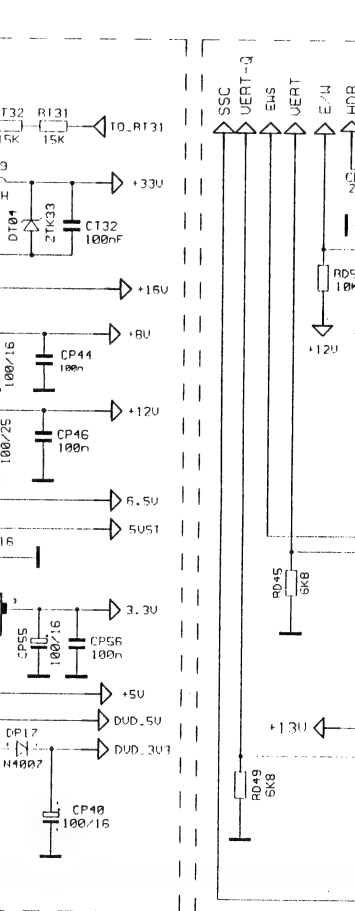 RT31
15K
15K
TO_RT31
+33V
DT04
ZTK33
CT32
100nF
+16V
+8V
100/16
CP44
100n
+12V
100/25
CP46
100n
6.5V
5VST
16
3.3V
CP55
100/16
CP56
100n
+5V
DVD_5V
DP17
DVD_3V3
N4007
CP40
100/16
SSC
VERT-Q
EWS
VERT
E/W
HDR
10K
+12V
RD45
6K8
+13V
RD49
6K8